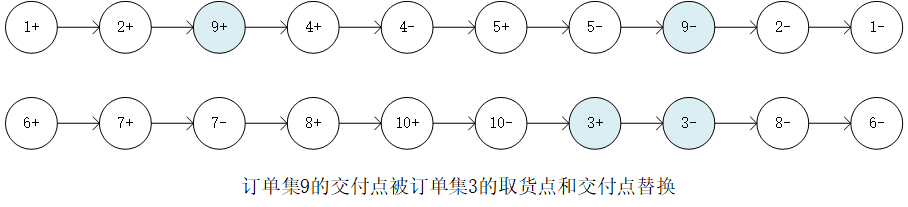 1+ 2+ 9+ 4+ 4- 5+ 5- 9- 2- 1-
6+ 7+ 7- 8+ 10+ 10- 3+ 3- 8- 6-
订单集9的交付点被订单集3的取货点和交付点替换